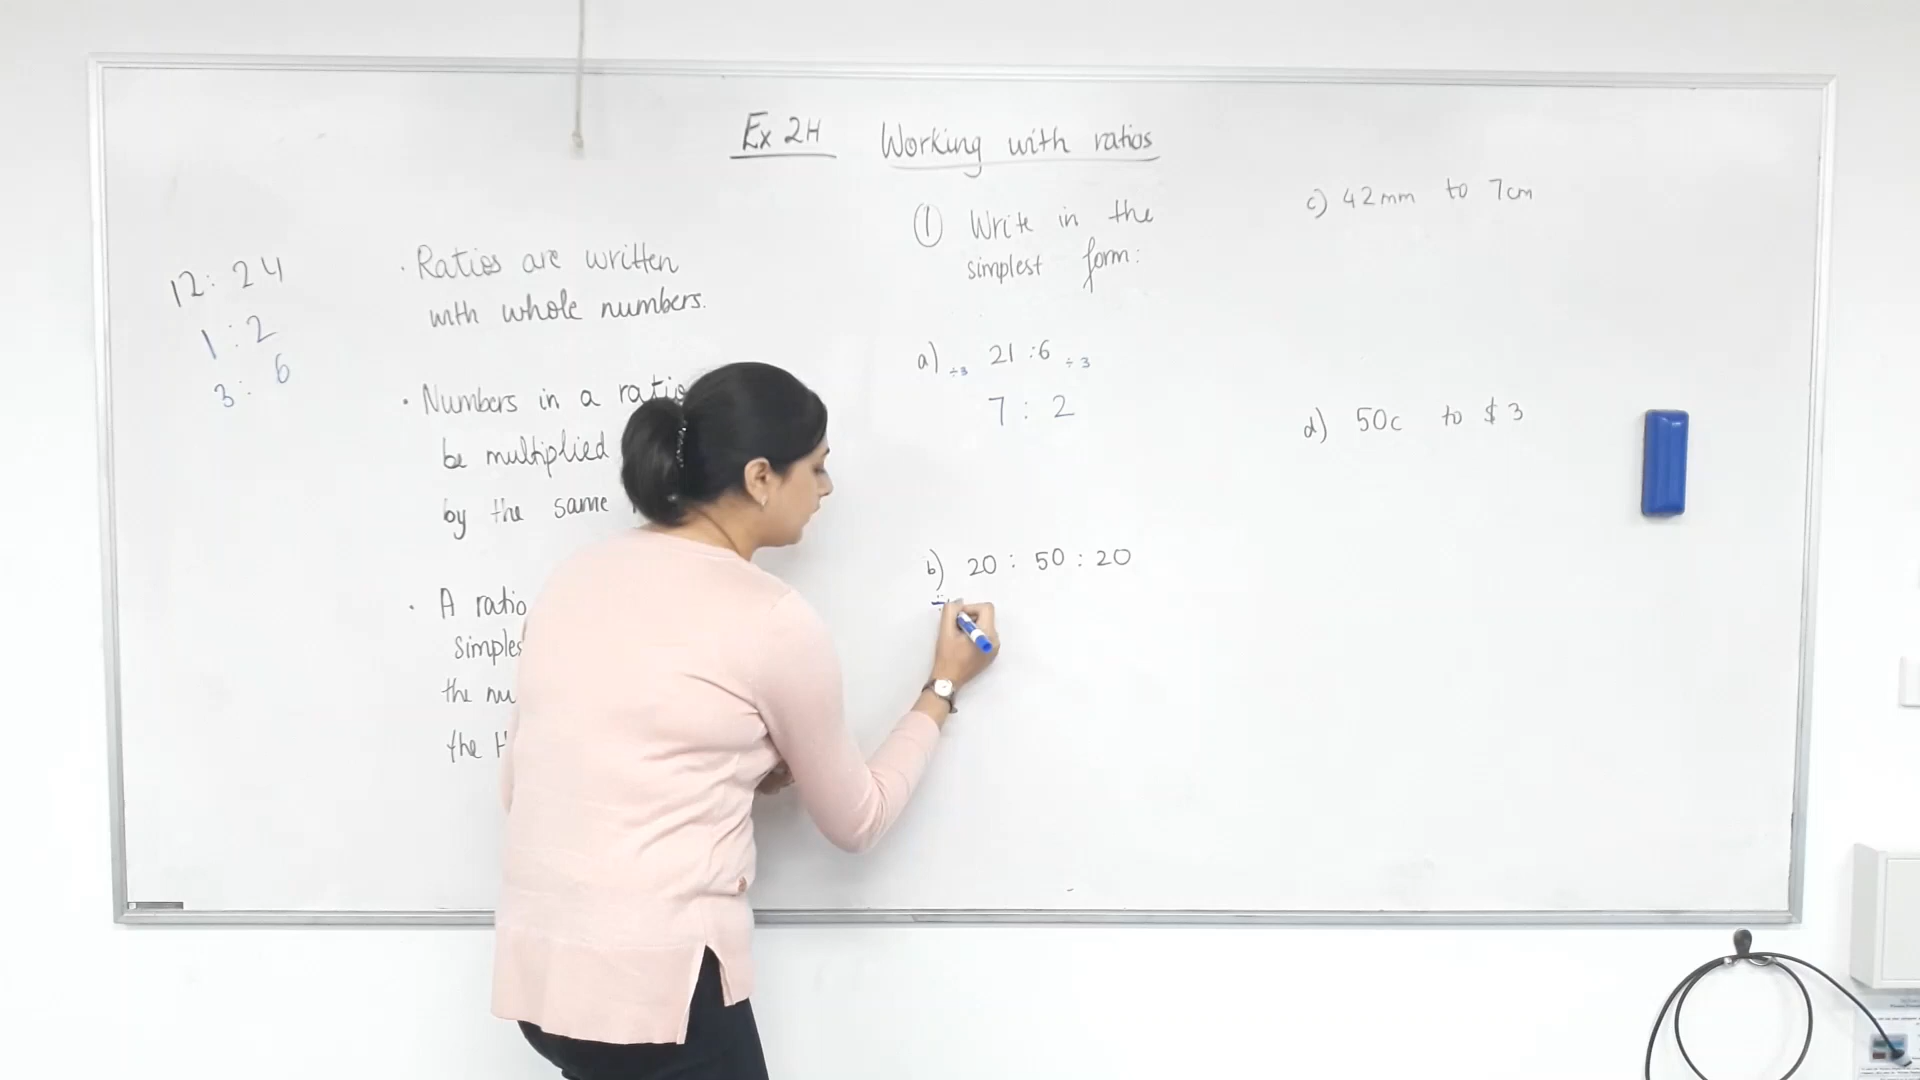 Ex 2H Working with ratios
12 : 24
1 : 2
3 : 6
· Ratios are written
with whole numbers.
· Numbers in a ratio
be multiplied
by the same
· A ratio
the
① Write in the
simplest form:
a) ÷3 21 : 6 ÷3
7 : 2
b) 20 : 50 : 20
÷
c) 42mm to 7cm
d) 50c to $ 3